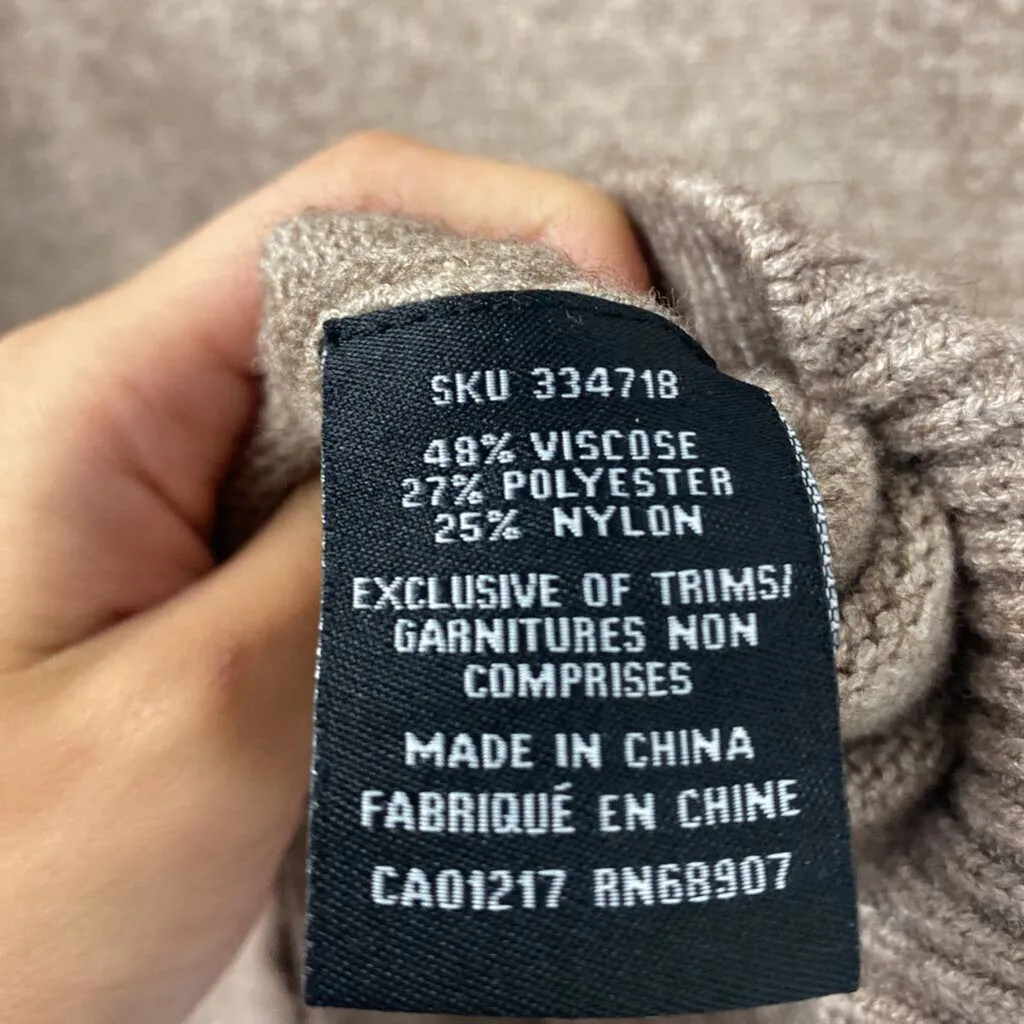 SKU 334718
48% VISCOSE
27% POLYESTER
25% NYLON
EXCLUSIVE OF TRIMS/
GARNITURES NON
COMPRISES
MADE IN CHINA
FABRIQUÉ EN CHINE
CA01217 RN68907